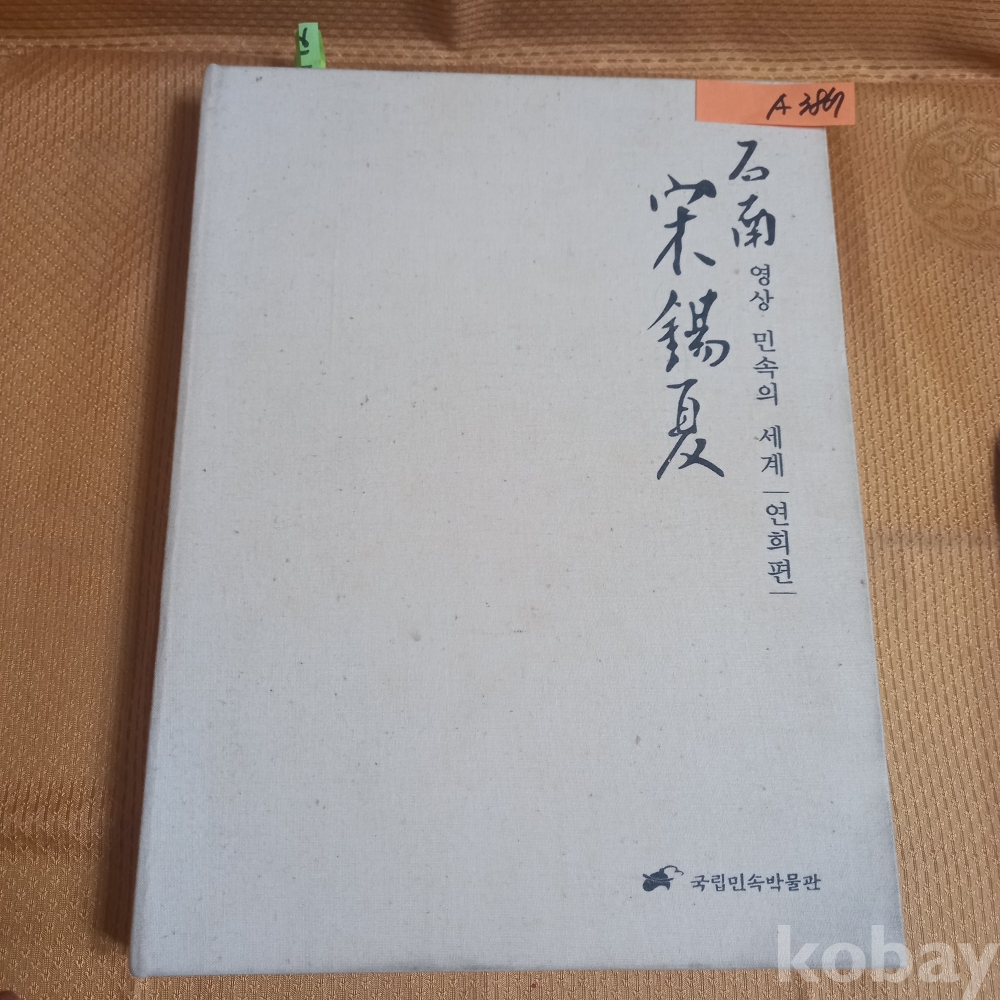 A 3867
石南
宋錫夏
영상 민속의 세계
연희편
국립민속박물관
kobay